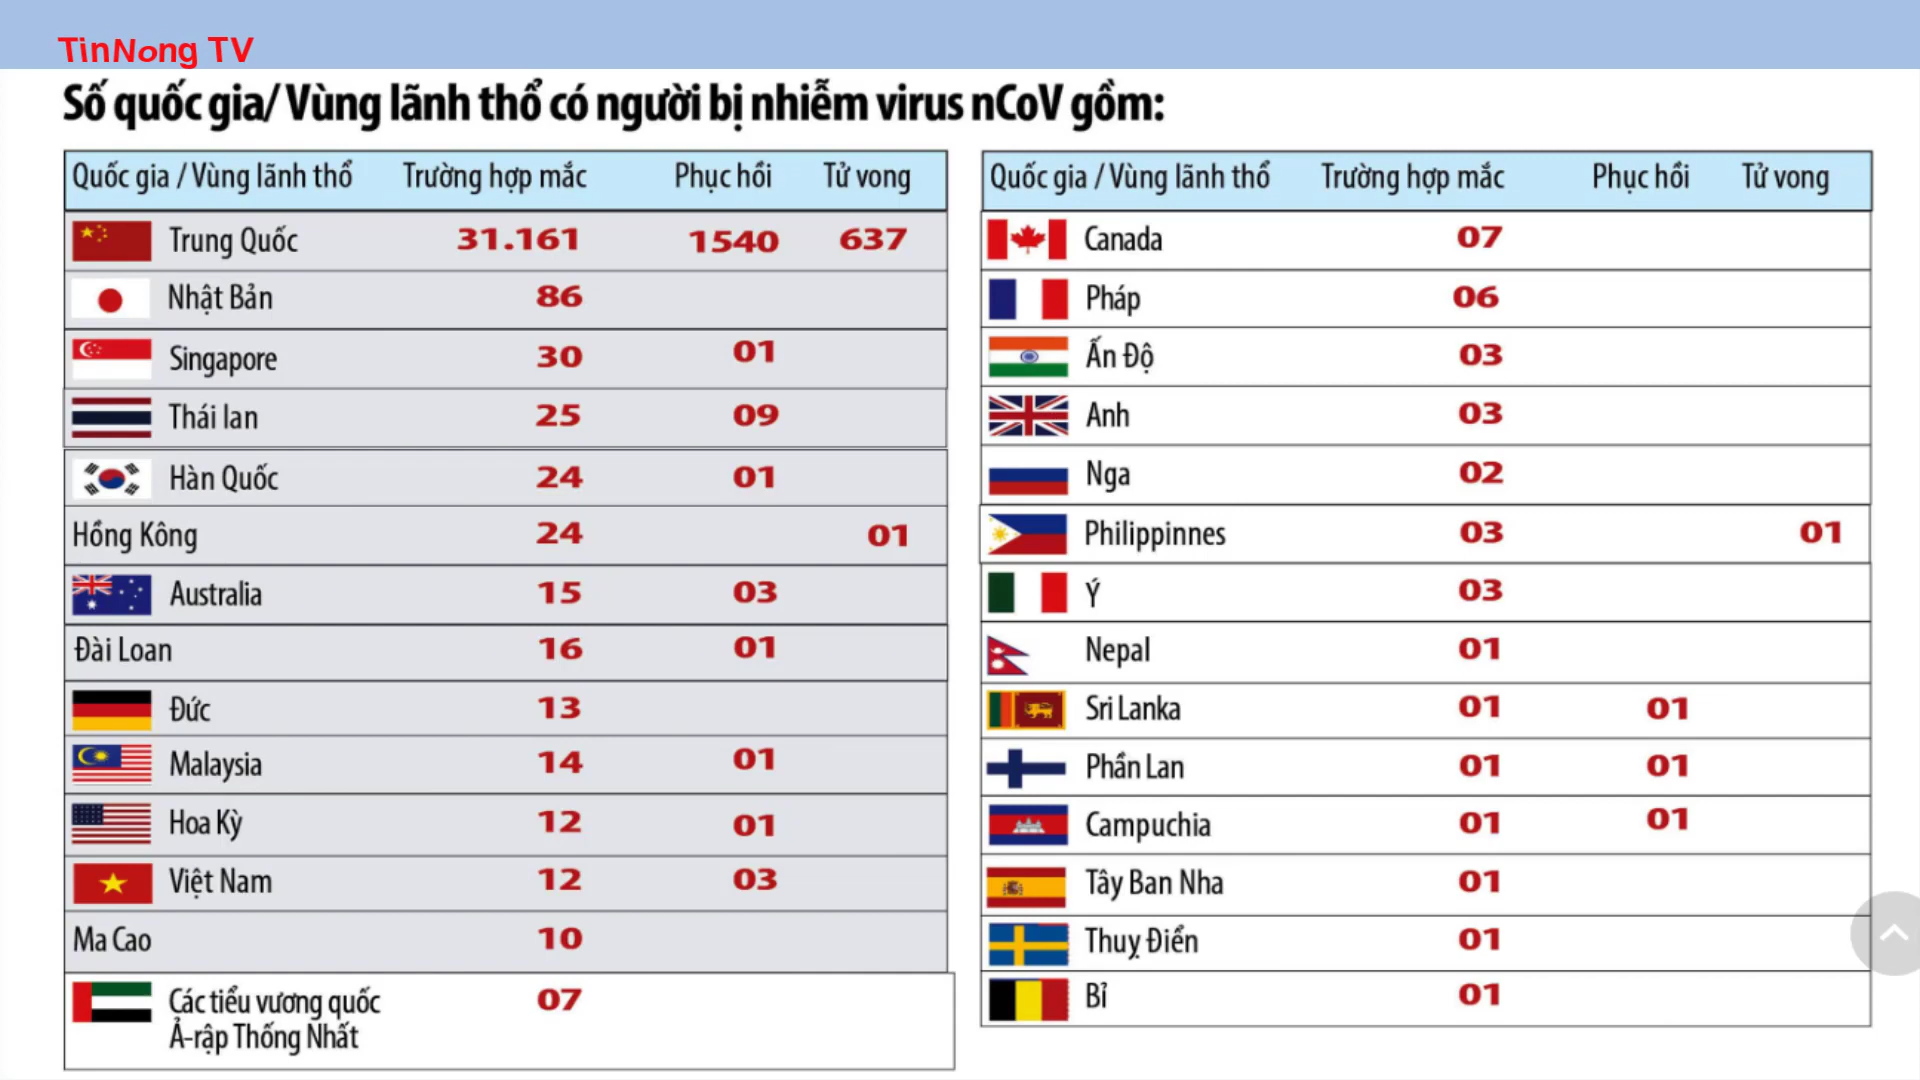 TinNong TV
Số quốc gia/ Vùng lãnh thổ có người bị nhiễm virus nCoV gồm:
Quốc gia / Vùng lãnh thổ Trường hợp mắc Phục hồi Tử vong
Trung Quốc 31.161 1540 637
Nhật Bản 86
Singapore 30 01
Thái lan 25 09
Hàn Quốc 24 01
Hồng Kông 24 01
Australia 15 03
Đài Loan 16 01
Đức 13
Malaysia 14 01
Hoa Kỳ 12 01
Việt Nam 12 03
Ma Cao 10
Các tiểu vương quốc 07
Ả-rập Thống Nhất
Quốc gia / Vùng lãnh thổ Trường hợp mắc Phục hồi Tử vong
Canada 07
Pháp 06
Ấn Độ 03
Anh 03
Nga 02
Philippinnes 03 01
Ý 03
Nepal 01
Sri Lanka 01 01
Phần Lan 01 01
Campuchia 01 01
Tây Ban Nha 01
Thuỵ Điển 01
Bỉ 01